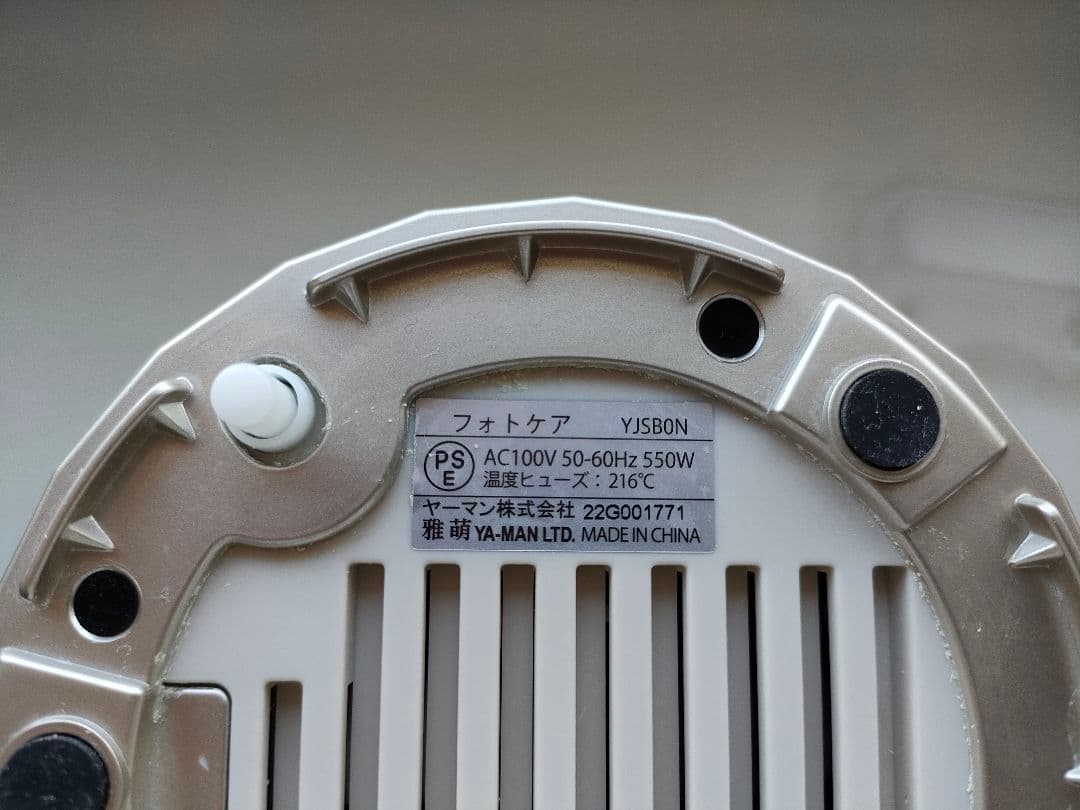 フォトケア YJSB0N
PS
E
AC100V 50-60Hz 550W
温度ヒューズ：216℃
ヤーマン株式会社 22G001771
雅萌 YA-MAN LTD. MADE IN CHINA